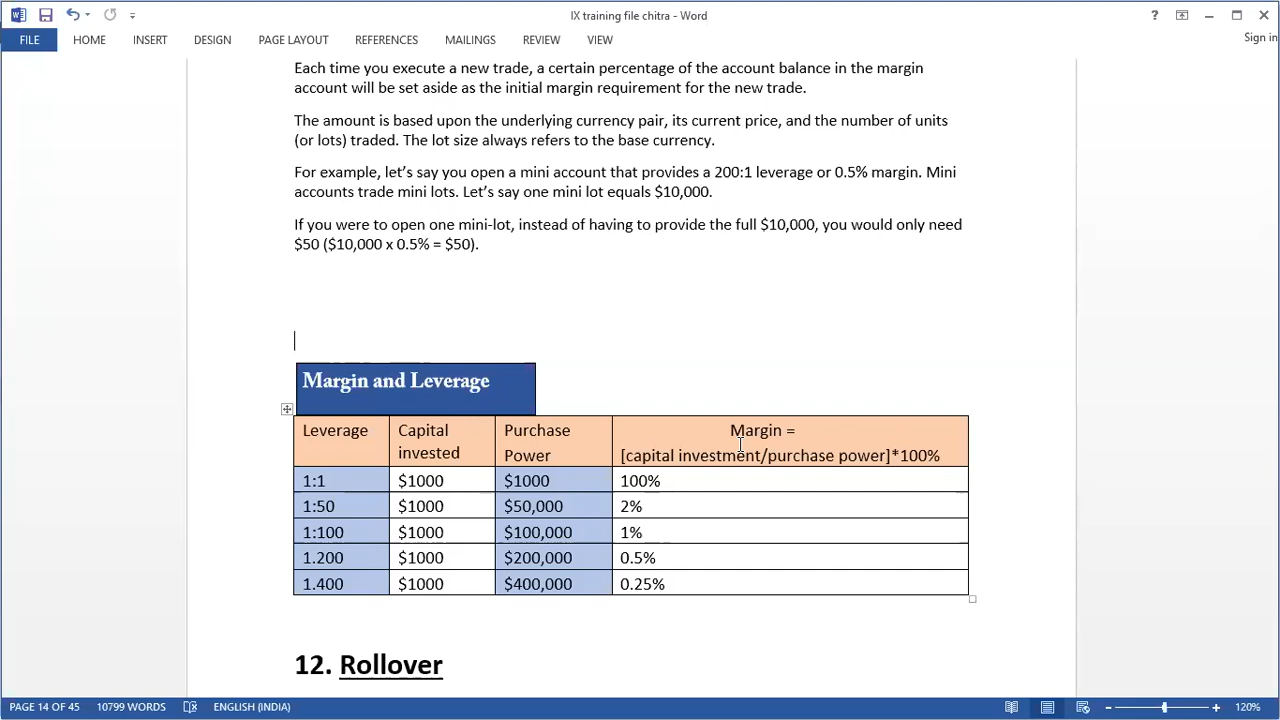 IX training file chitra - Word
?
Sign in
FILE HOME INSERT DESIGN PAGE LAYOUT REFERENCES MAILINGS REVIEW VIEW
Each time you execute a new trade, a certain percentage of the account balance in the margin
account will be set aside as the initial margin requirement for the new trade.
The amount is based upon the underlying currency pair, its current price, and the number of units
(or lots) traded. The lot size always refers to the base currency.
For example, let’s say you open a mini account that provides a 200:1 leverage or 0.5% margin. Mini
accounts trade mini lots. Let’s say one mini lot equals $10,000.
If you were to open one mini-lot, instead of having to provide the full $10,000, you would only need
$50 ($10,000 x 0.5% = $50).
Margin and Leverage
Leverage Capital invested Purchase Power Margin =
[capital investment/purchase power]*100%
1:1 $1000 $1000 100%
1:50 $1000 $50,000 2%
1:100 $1000 $100,000 1%
1.200 $1000 $200,000 0.5%
1.400 $1000 $400,000 0.25%
12. Rollover
PAGE 14 OF 45 10799 WORDS ENGLISH (INDIA) 120%